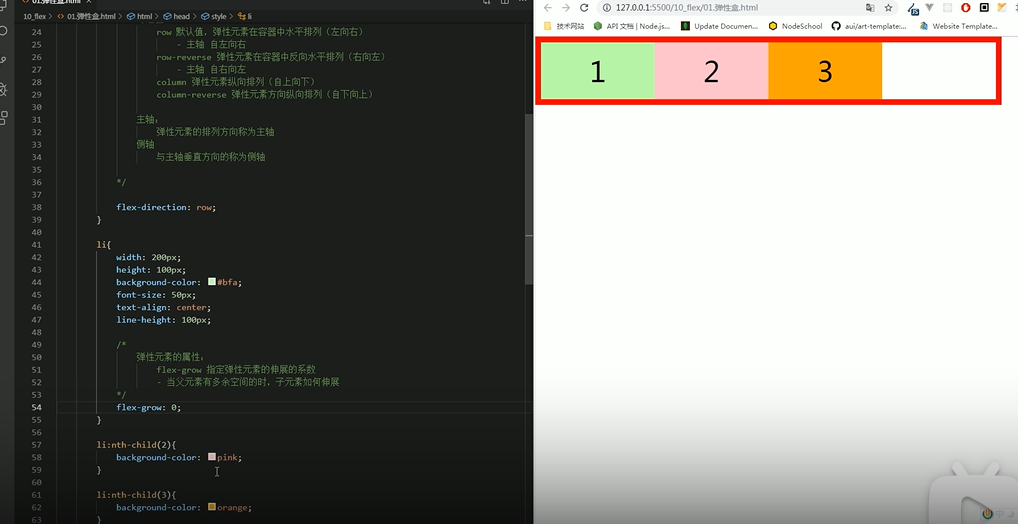 01.弹性盒.html
10_flex > 01.弹性盒.html > html > head > style > li
24 row 默认值，弹性元素在容器中水平排列（左向右）
25 - 主轴 自左向右
26 row-reverse 弹性元素在容器中反向水平排列（右向左）
27 - 主轴 自右向左
28 column 弹性元素纵向排列（自上向下）
29 column-reverse 弹性元素方向纵向排列（自下向上）
30
31 主轴：
32 弹性元素的排列方向称为主轴
33 侧轴
34 与主轴垂直方向的称为侧轴
35
36 */
37
38 flex-direction: row;
39 }
40
41 li{
42 width: 200px;
43 height: 100px;
44 background-color: #bfa;
45 font-size: 50px;
46 text-align: center;
47 line-height: 100px;
48
49 /*
50 弹性元素的属性：
51 flex-grow 指定弹性元素的伸展的系数
52 - 当父元素有多余空间的时，子元素如何伸展
53 */
54 flex-grow: 0;
55 }
56
57 li:nth-child(2){
58 background-color: pink;
59 }
60
61 li:nth-child(3){
62 background-color: orange;
63 }
127.0.0.1:5500/10_flex/01.弹性盒.html
技术网站 API 文档 | Node.js... Update Documen... NodeSchool aui/art-template:... Website Template...
1 2 3